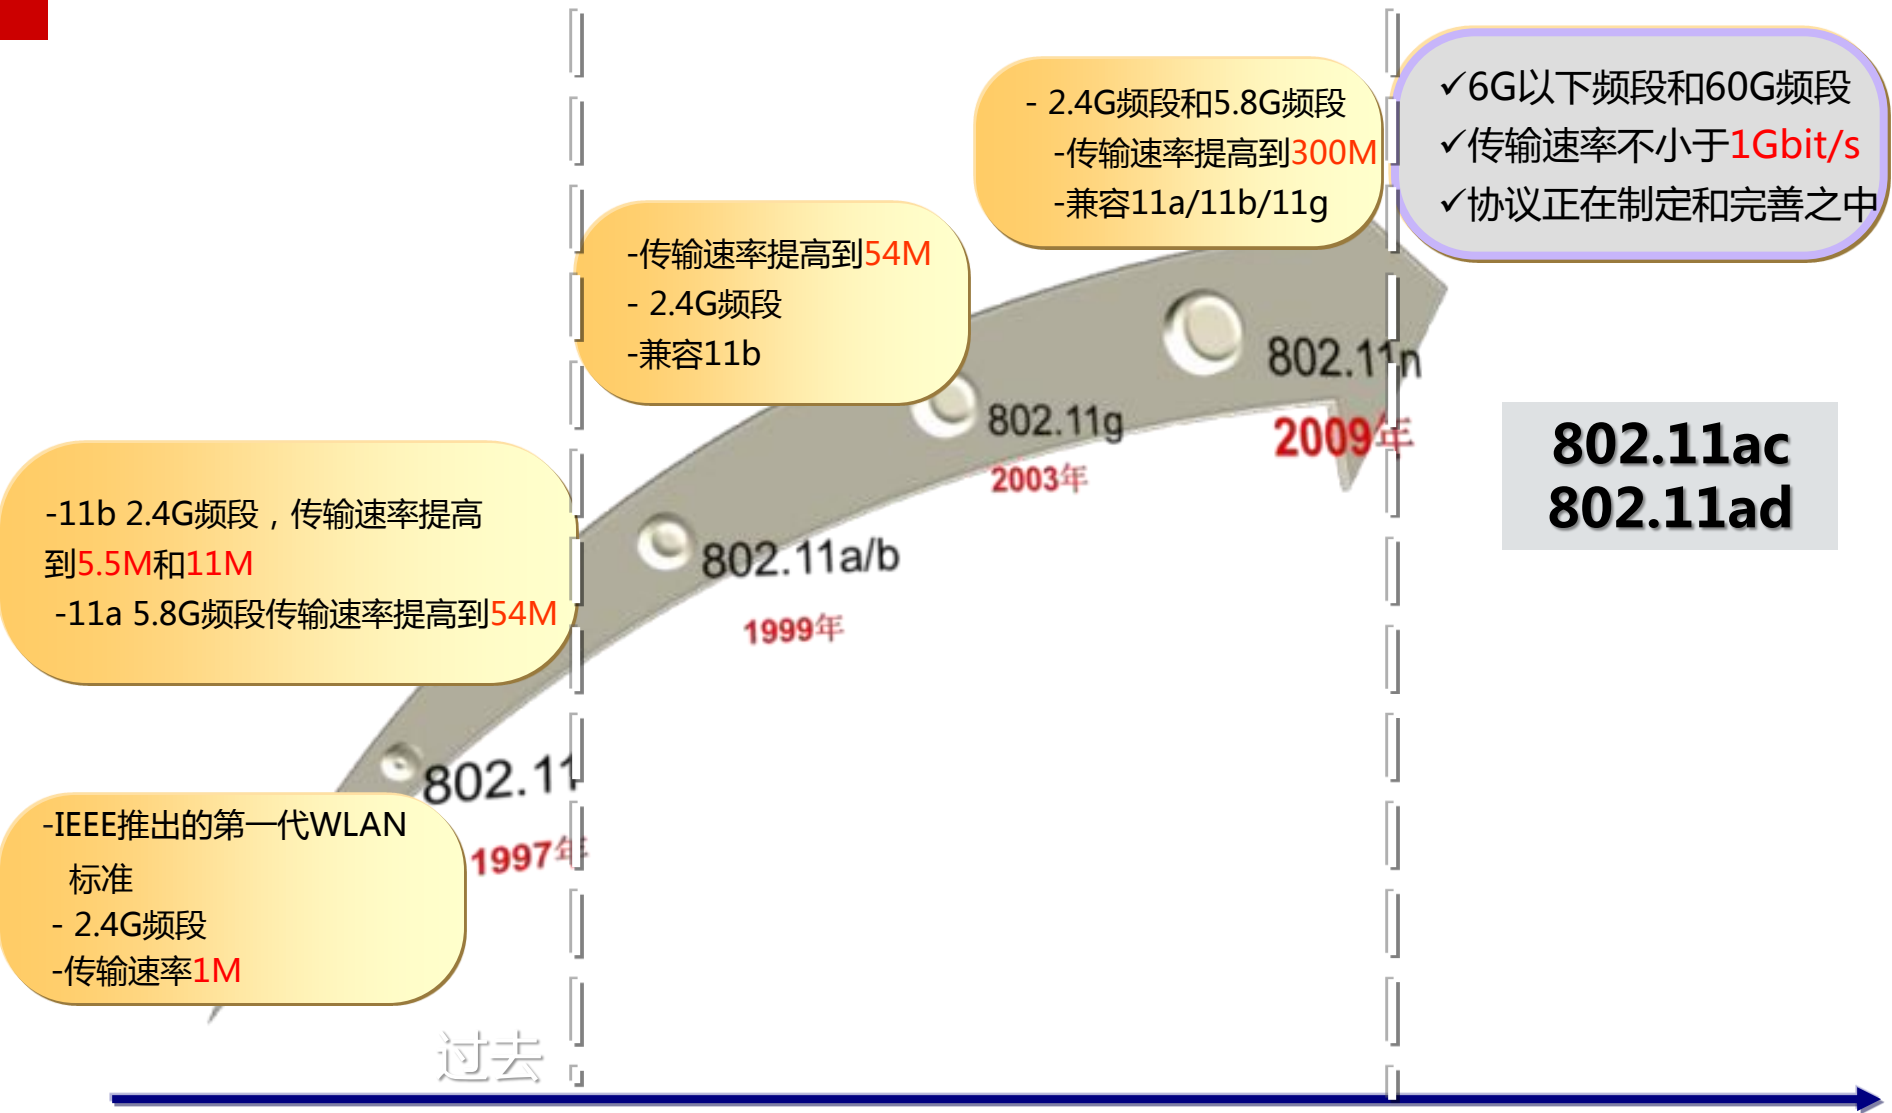 - 2.4G频段和5.8G频段
-传输速率提高到300M
-兼容11a/11b/11g
✓6G以下频段和60G频段
✓传输速率不小于1Gbit/s
✓协议正在制定和完善之中
-传输速率提高到54M
- 2.4G频段
-兼容11b
802.11n
2009年
802.11g
2003年
802.11ac
802.11ad
-11b 2.4G频段，传输速率提高
到5.5M和11M
-11a 5.8G频段传输速率提高到54M
802.11a/b
1999年
802.11
1997年
-IEEE推出的第一代WLAN
标准
- 2.4G频段
-传输速率1M
过去